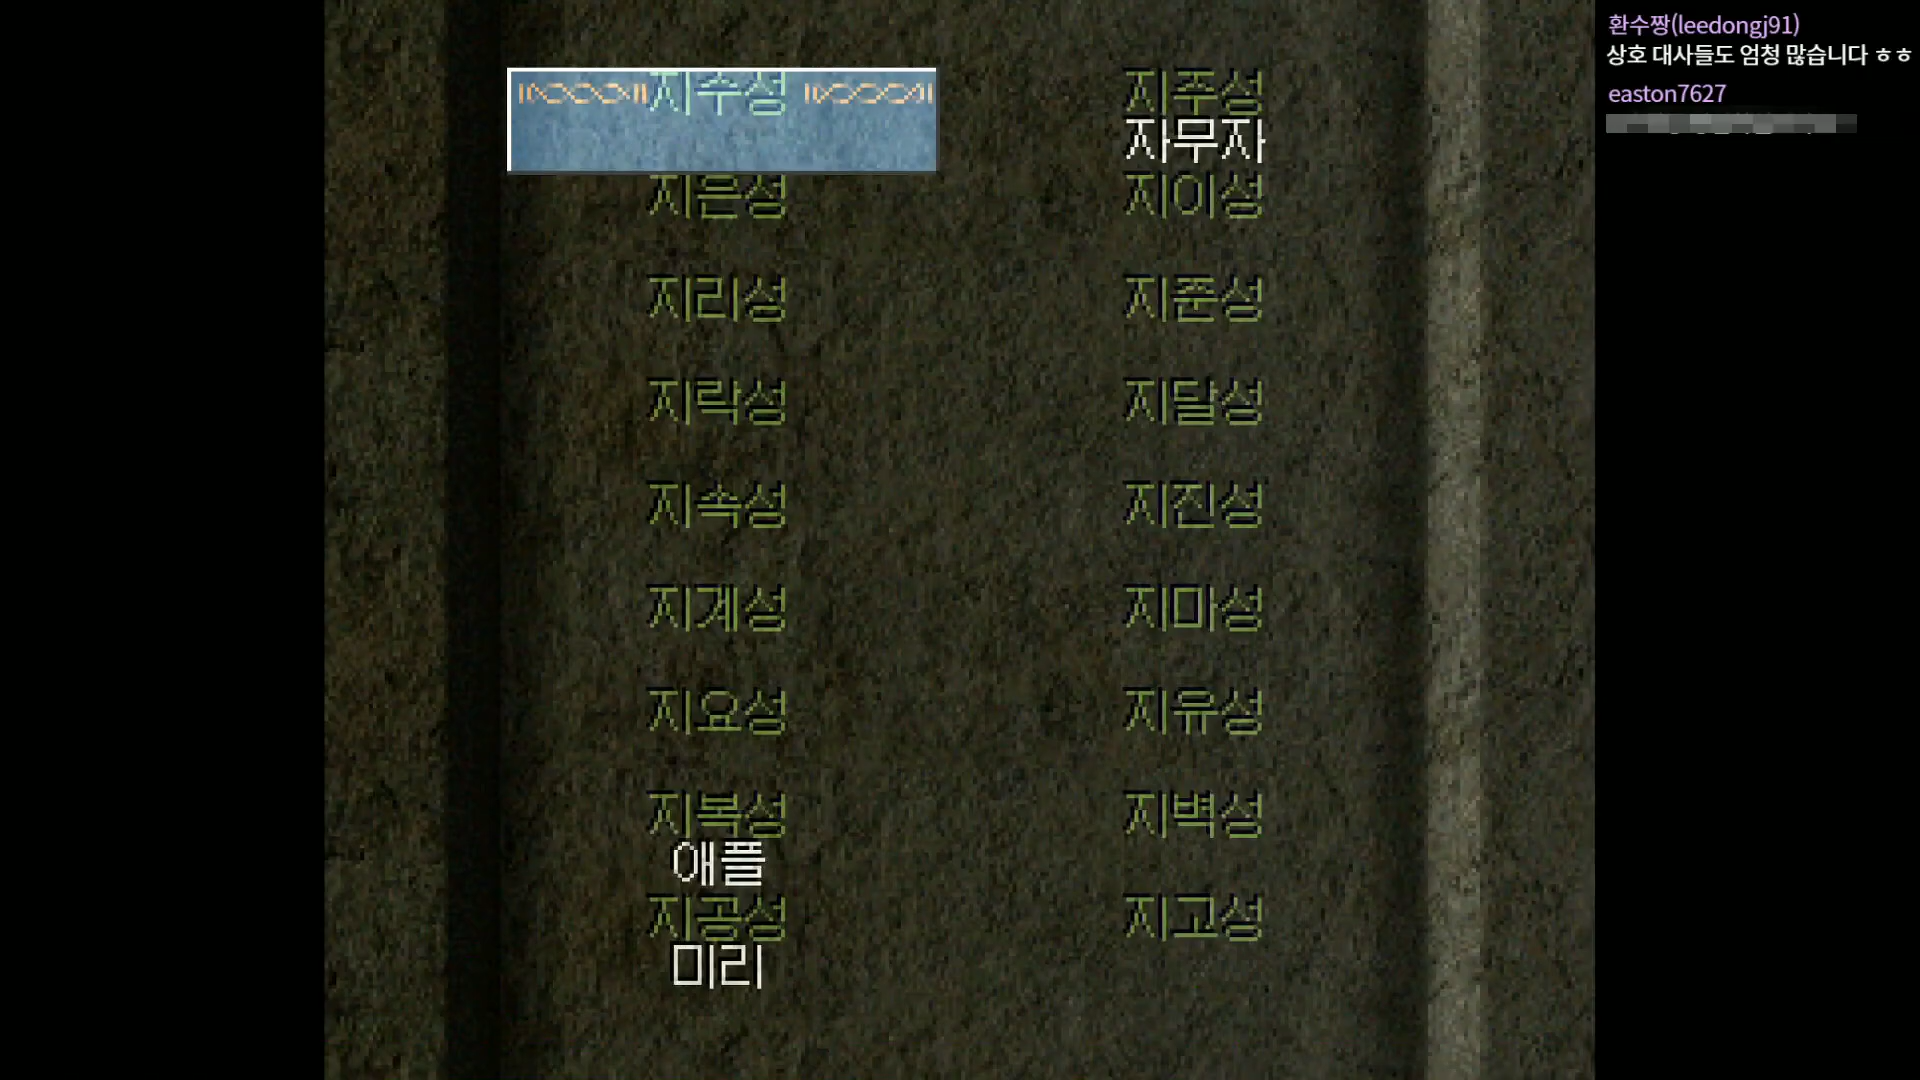 지수성
지주성
자무자
지은성
지이성
지리성
지준성
지락성
지달성
지속성
지진성
지계성
지마성
지요성
지유성
지복성
지벽성
애플
지공성
지고성
미리
환수짱(leedongj91)
상호 대사들도 엄청 많습니다 ㅎㅎ
easton7627